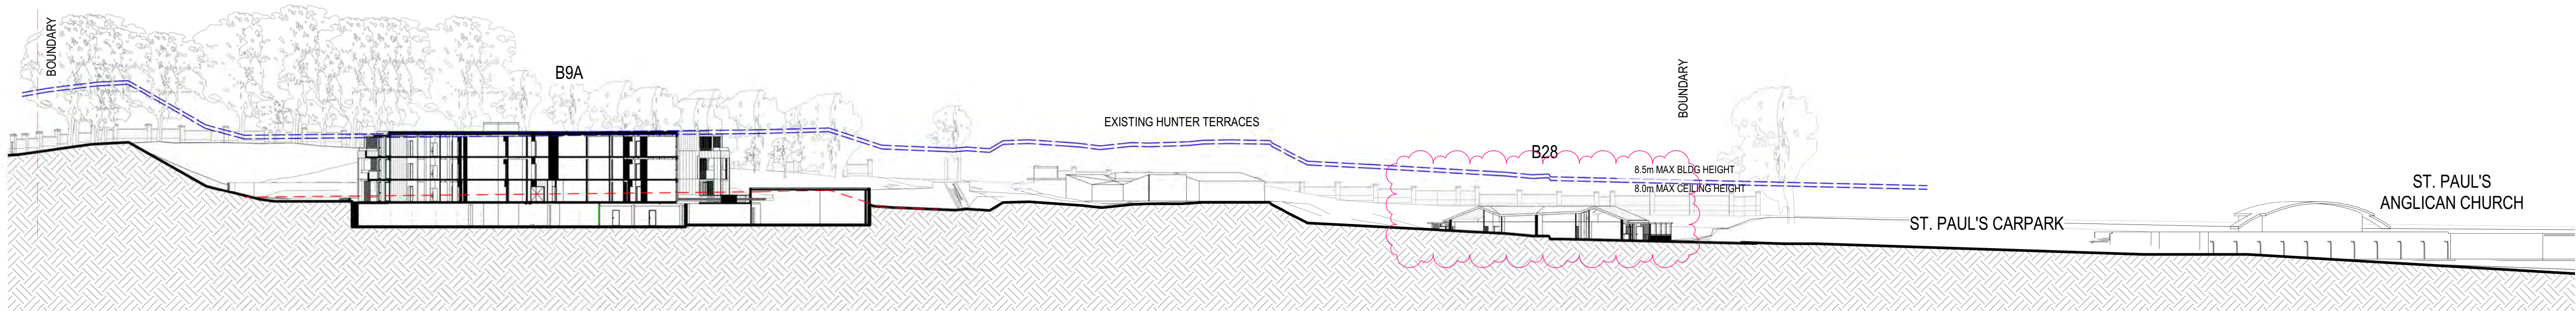 BOUNDARY
B9A
EXISTING HUNTER TERRACES
B28
8.5m MAX BLDG HEIGHT
8.0m MAX CEILING HEIGHT
BOUNDARY
ST. PAUL'S CARPARK
ST. PAUL'S
ANGLICAN CHURCH